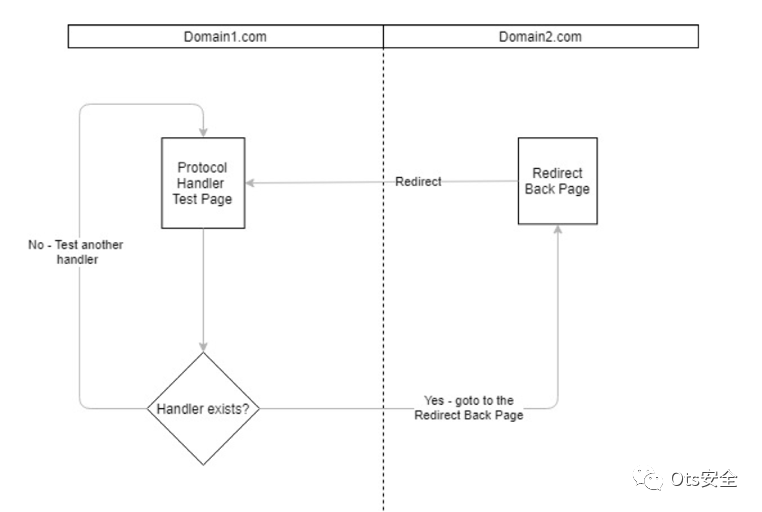 Domain1.com
Domain2.com
Protocol
Handler
Test Page
Redirect
Redirect
Back Page
No - Test another
handler
Handler exists?
Yes - goto to the
Redirect Back Page
Ots安全